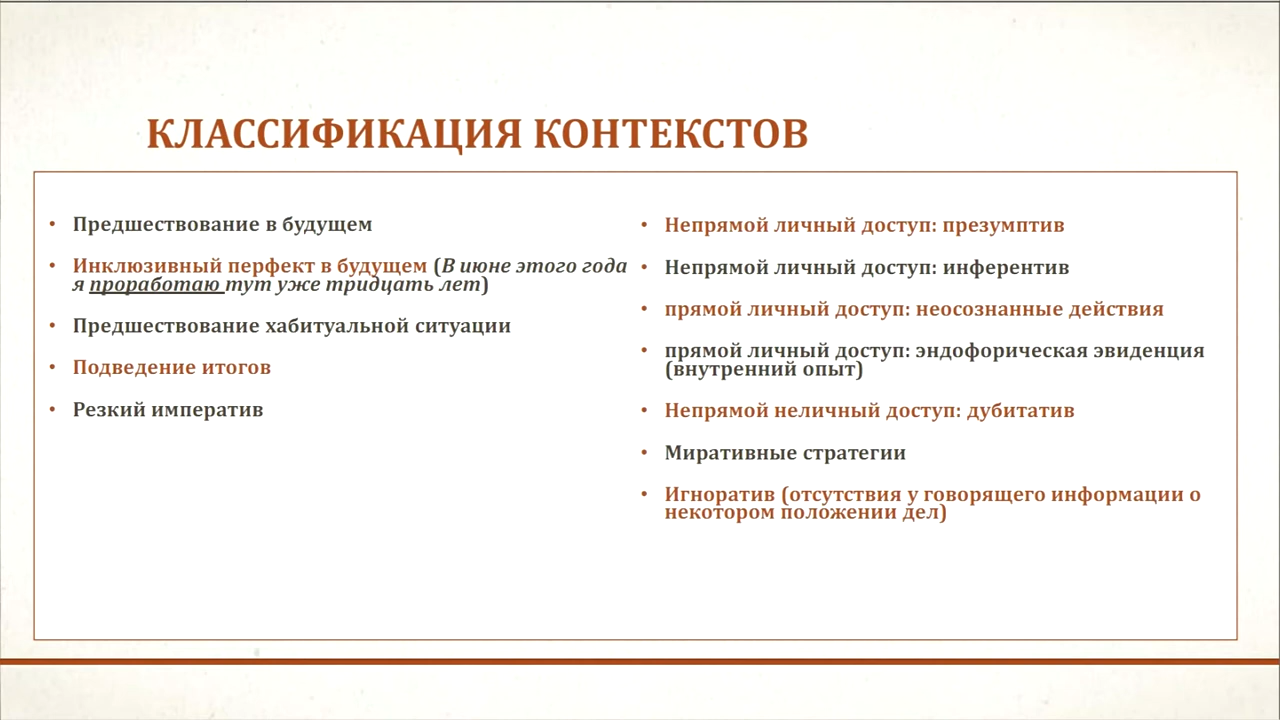 КЛАССИФИКАЦИЯ КОНТЕКСТОВ
• Предшествование в будущем
• Инклюзивный перфект в будущем (В июне этого года
я проработаю тут уже тридцать лет)
• Предшествование хабитуальной ситуации
• Подведение итогов
• Резкий императив
• Непрямой личный доступ: презумптив
• Непрямой личный доступ: инферентив
• прямой личный доступ: неосознанные действия
• прямой личный доступ: эндофорическая эвиденция
(внутренний опыт)
• Непрямой неличный доступ: дубитатив
• Миративные стратегии
• Игноратив (отсутствия у говорящего информации о
некотором положении дел)